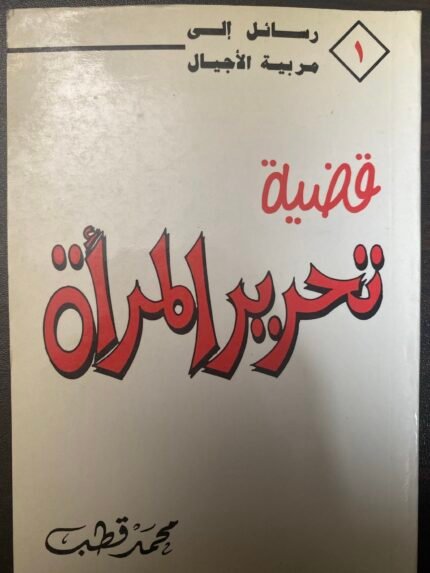 ١
رسائل إلى
مربية الأجيال
قضية
تحرير المرأة
محمد قطب